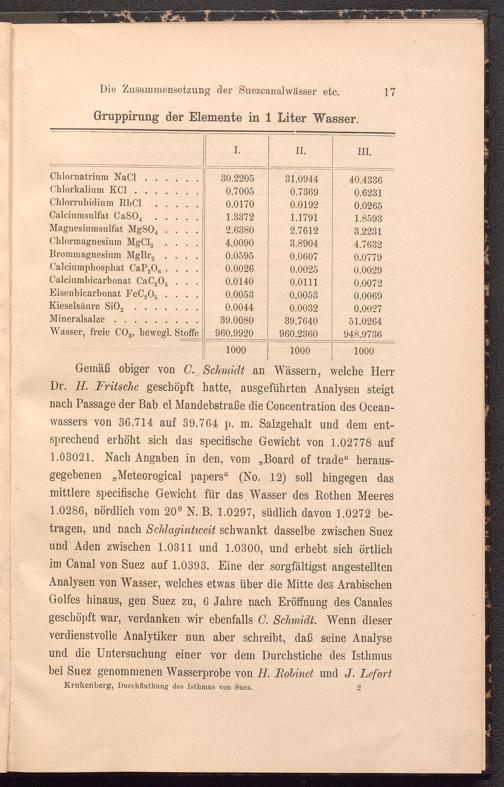 Die Zusammensetzung der Suezcanalwässer etc. 17
Gruppirung der Elemente in 1 Liter Wasser.
I. II. III.
Chlornatrium NaCl . . . . . . 30.2205 31.0944 40.4336
Chlorkalium KCl . . . . . . . 0.7005 0.7369 0.6231
Chlorrubidium RbCl . . . . . 0.0170 0.0192 0.0265
Calciumsulfat CaSO₄ . . . . . 1.3372 1.1791 1.8593
Magnesiumsulfat MgSO₄ . . . . 2.6380 2.7612 3.2231
Chlormagnesium MgCl₂ . . . . 4.0090 3.8904 4.7632
Brommagnesium MgBr₂ . . . . 0.0595 0.0607 0.0779
Calciumphosphat CaP₂O₆ . . . . 0.0026 0.0025 0.0029
Calciumbicarbonat CaC₂O₅ . . . 0.0140 0.0111 0.0072
Eisenbicarbonat FeC₂O₅ . . . . 0.0053 0.0053 0.0069
Kieselsäure SiO₂ . . . . . . . 0.0044 0.0032 0.0027
Mineralsalze . . . . . . . . . 39.0080 39.7640 51.0264
Wasser, freie CO₂, bewegl. Stoffe 960.9920 960.2360 948.9736
1000 1000 1000
Gemäß obiger von C. Schmidt an Wässern, welche Herr
Dr. H. Fritsche geschöpft hatte, ausgeführten Analysen steigt
nach Passage der Bab el Mandebstraße die Concentration des Ocean-
wassers von 36.714 auf 39.764 p. m. Salzgehalt und dem ent-
sprechend erhöht sich das specifische Gewicht von 1.02778 auf
1.03021. Nach Angaben in den, vom „Board of trade“ heraus-
gegebenen „Meteorogical papers“ (No. 12) soll hingegen das
mittlere specifische Gewicht für das Wasser des Rothen Meeres
1.0286, nördlich vom 20⁰ N. B. 1.0297, südlich davon 1.0272 be-
tragen, und nach Schlagintweit schwankt dasselbe zwischen Suez
und Aden zwischen 1.0311 und 1.0300, und erhebt sich örtlich
im Canal von Suez auf 1.0393. Eine der sorgfältigst angestellten
Analysen von Wasser, welches etwas über die Mitte des Arabischen
Golfes hinaus, gen Suez zu, 6 Jahre nach Eröffnung des Canales
geschöpft war, verdanken wir ebenfalls C. Schmidt. Wenn dieser
verdienstvolle Analytiker nun aber schreibt, daß seine Analyse
und die Untersuchung einer vor dem Durchstiche des Isthmus
bei Suez genommenen Wasserprobe von H. Robinet und J. Lefort
Krukenberg, Durchfluthung des Isthmus von Suez. 2